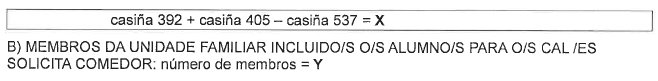 casiña 392 + casiña 405 – casiña 537 = X
B) MEMBROS DA UNIDADE FAMILIAR INCLUIDO/S O/S ALUMNO/S PARA O/S CAL /ES
SOLICITA COMEDOR: número de membros = Y